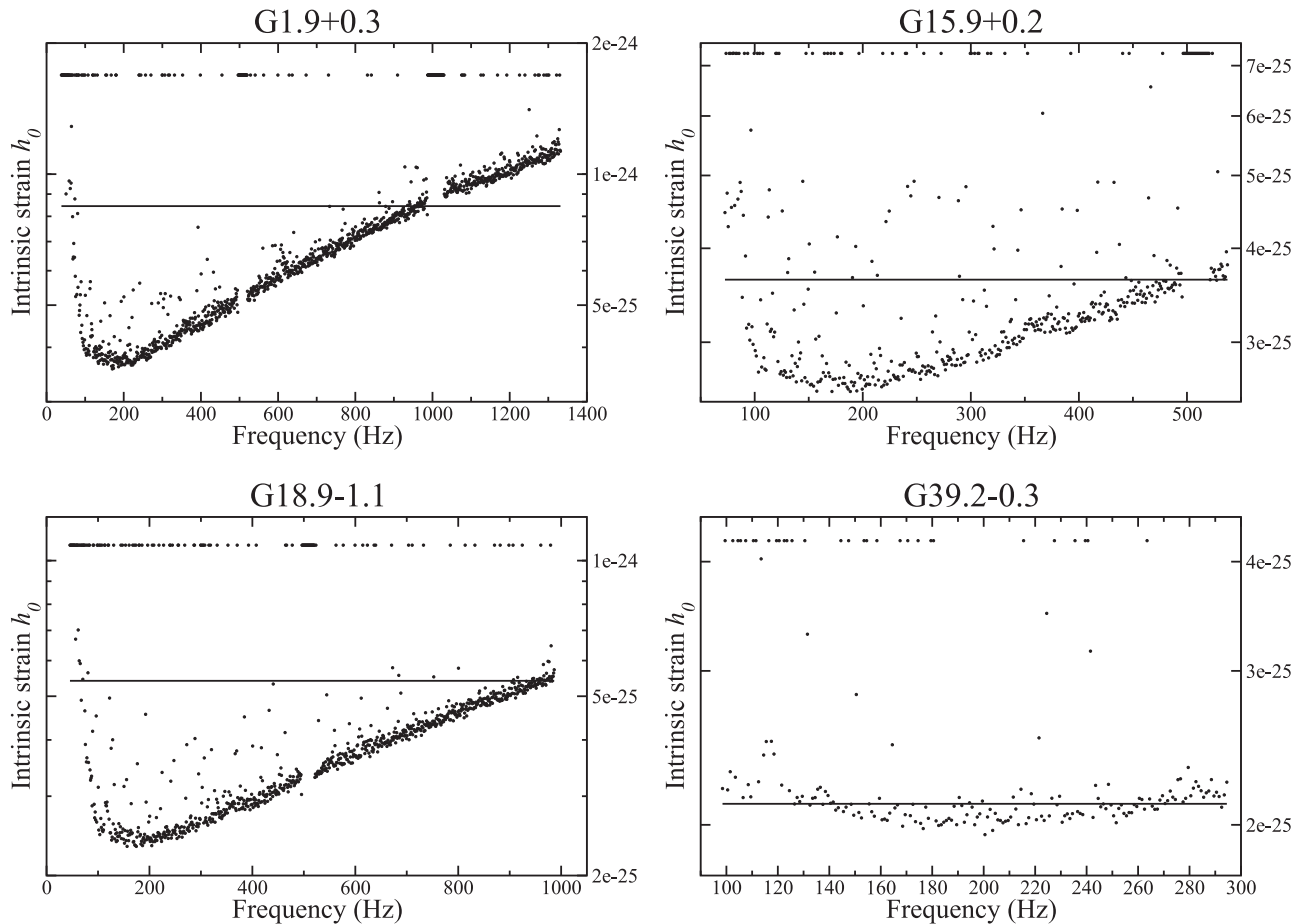 G1.9+0.3
Intrinsic strain h0
2e-24
1e-24
5e-25
0 200 400 600 800 1000 1200 1400
Frequency (Hz)
G15.9+0.2
Intrinsic strain h0
7e-25
6e-25
5e-25
4e-25
3e-25
100 200 300 400 500
Frequency (Hz)
G18.9-1.1
Intrinsic strain h0
1e-24
5e-25
2e-25
0 200 400 600 800 1000
Frequency (Hz)
G39.2-0.3
Intrinsic strain h0
4e-25
3e-25
2e-25
100 120 140 160 180 200 220 240 260 280 300
Frequency (Hz)